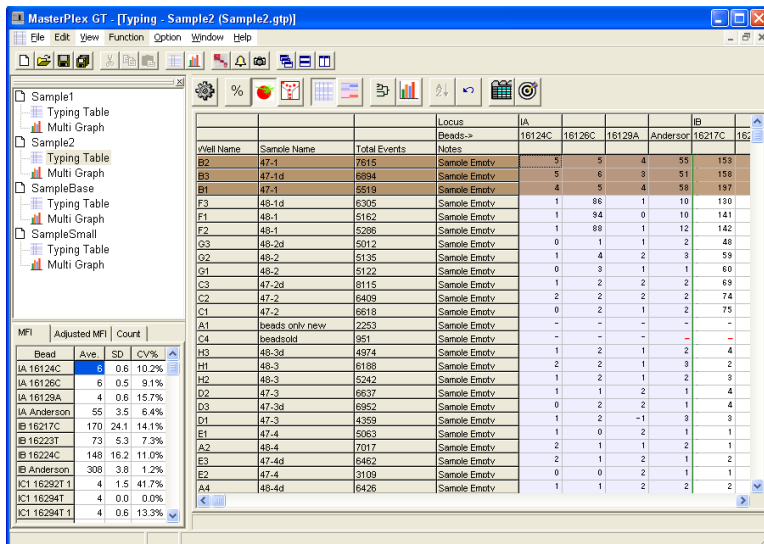 MasterPlex GT - [Typing - Sample2 (Sample2.gtp)]
File Edit View Function Option Window Help
Sample1
Typing Table
Multi Graph
Sample2
Typing Table
Multi Graph
SampleBase
Typing Table
Multi Graph
SampleSmall
Typing Table
Multi Graph
MFI Adjusted MFI Count
Bead Ave. SD CV%
IA 16124C 6 0.6 10.2%
IA 16126C 6 0.5 9.1%
IA 16129A 4 0.6 15.7%
IA Anderson 55 3.5 6.4%
IB 16217C 170 24.1 14.1%
IB 16223T 73 5.3 7.3%
IB 16224C 148 16.2 11.0%
IB Anderson 308 3.8 1.2%
IC1 16292T 1 4 1.5 41.7%
IC1 16294T 4 0.0 0.0%
IC1 16294T 1 4 0.6 13.3%
%
Locus IA IB
Beads-> 16124C 16126C 16129A Anderson 16217C 162
Well Name Sample Name Total Events Notes
B2 47-1 7615 Sample Empty 5 5 4 55 153
B3 47-1d 6894 Sample Empty 5 6 3 51 158
B1 47-1 5519 Sample Empty 4 5 4 58 197
F3 48-1d 6305 Sample Empty 1 86 1 10 130
F1 48-1 5162 Sample Empty 1 94 0 10 141
F2 48-1 5286 Sample Empty 1 88 1 12 142
G3 48-2d 5012 Sample Empty 0 1 1 2 48
G2 48-2 5135 Sample Empty 1 4 2 3 59
G1 48-2 5122 Sample Empty 0 3 1 1 60
C3 47-2d 8115 Sample Empty 1 2 2 2 69
C2 47-2 6409 Sample Empty 2 2 2 2 74
C1 47-2 6618 Sample Empty 0 2 1 2 75
A1 beads only new 2253 Sample Empty - - - - -
C4 beadsold 951 Sample Empty - - - - -
H3 48-3d 4974 Sample Empty 1 2 1 2 4
H1 48-3 6188 Sample Empty 2 2 1 3 2
H2 48-3 5242 Sample Empty 1 2 1 2 3
D2 47-3 6637 Sample Empty 1 1 2 1 4
D3 47-3d 6952 Sample Empty 0 2 2 1 4
D1 47-3 4359 Sample Empty 1 2 -1 3 3
E1 47-4 5063 Sample Empty 1 0 2 1 1
A2 48-4 7017 Sample Empty 2 1 1 2 1
E3 47-4d 6462 Sample Empty 2 1 2 1 2
E2 47-4 3109 Sample Empty 0 0 2 1 1
A4 48-4d 6426 Sample Empty 1 1 2 2 2